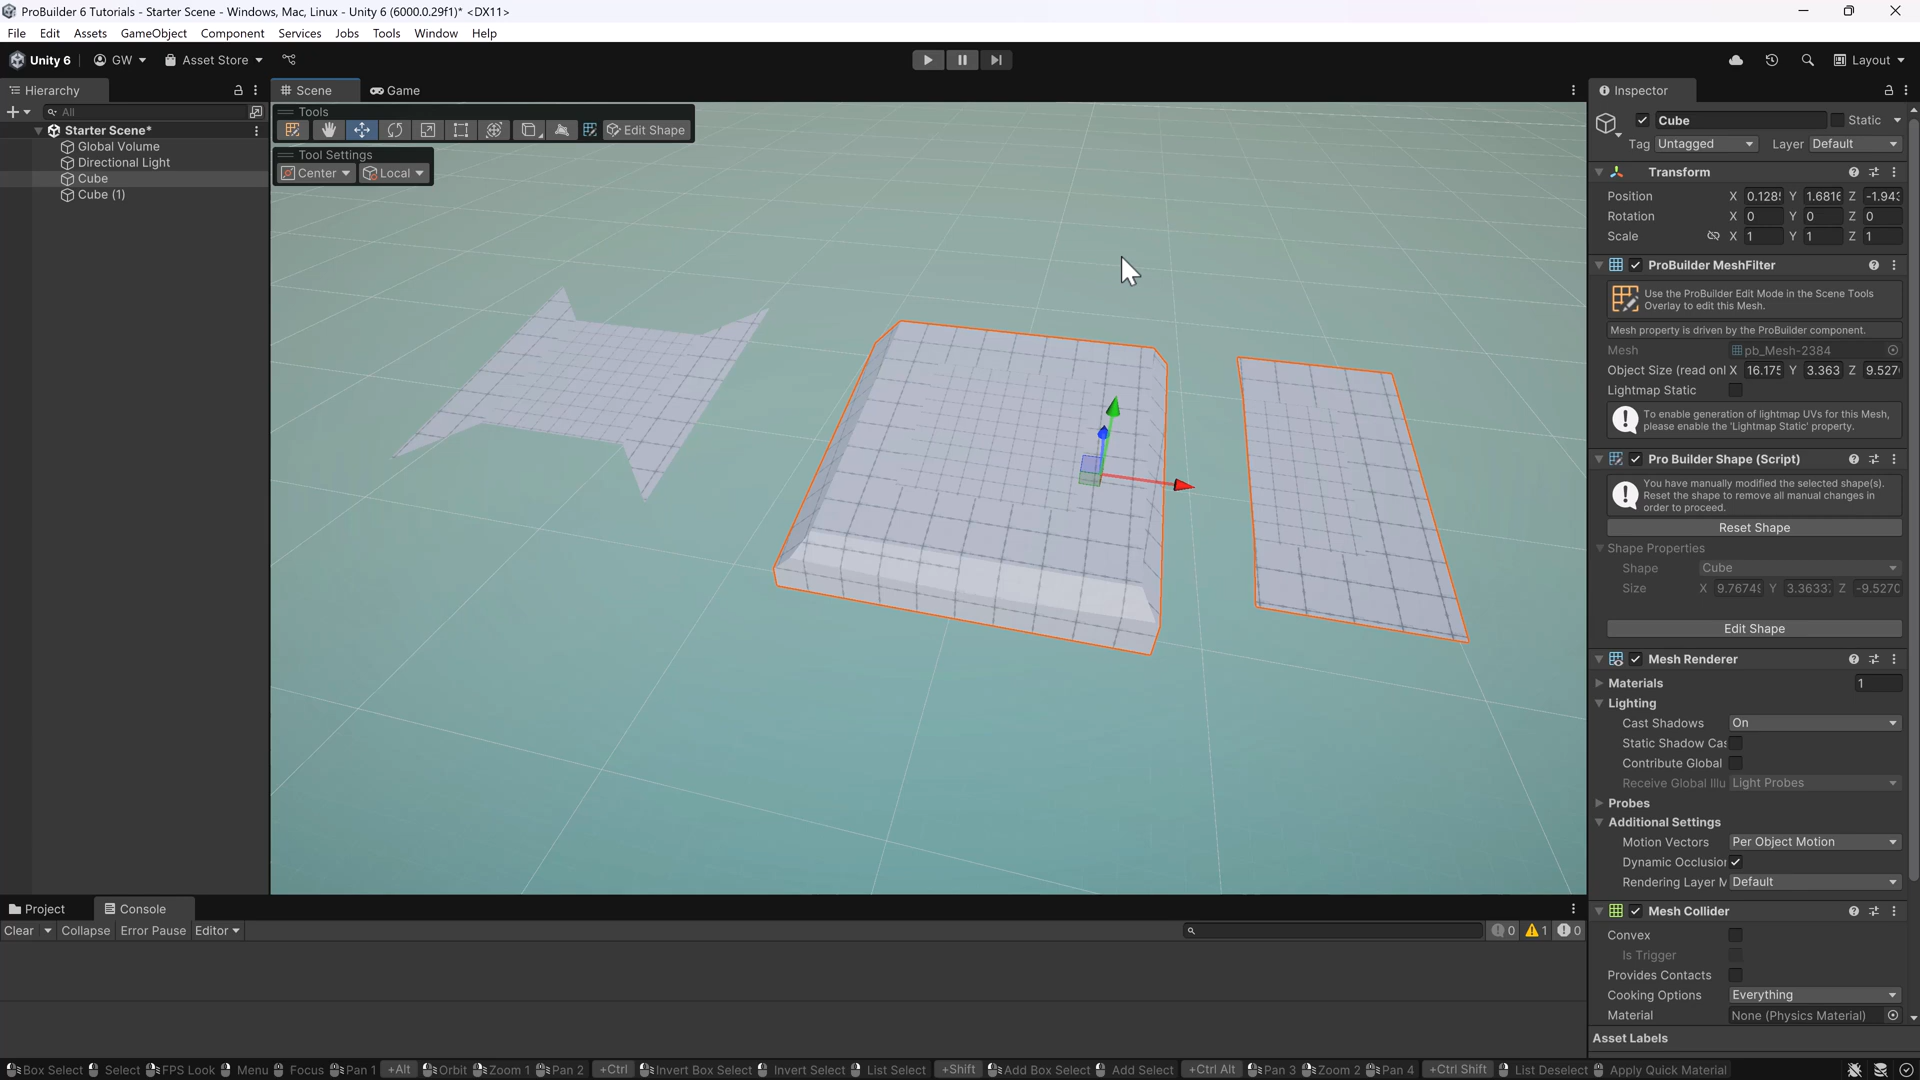 ProBuilder 6 Tutorials - Starter Scene - Windows, Mac, Linux - Unity 6 (6000.0.29f1)* <DX11>
File Edit Assets GameObject Component Services Jobs Tools Window Help
Unity 6 GW Asset Store Layout
Hierarchy
All
Starter Scene*
Global Volume
Directional Light
Cube
Cube (1)
Scene Game
Tools
Edit Shape
Tool Settings
Center Local
Inspector
Cube Static
Tag Untagged Layer Default
Transform
Position X 0.128 Y 1.6816 Z -1.943
Rotation X 0 Y 0 Z 0
Scale X 1 Y 1 Z 1
ProBuilder MeshFilter
Use the ProBuilder Edit Mode in the Scene Tools
Overlay to edit this Mesh.
Mesh property is driven by the ProBuilder component.
Mesh pb_Mesh-2384
Object Size (read onl X 16.175 Y 3.363 Z 9.527
Lightmap Static
To enable generation of lightmap UVs for this Mesh,
please enable the 'Lightmap Static' property.
Pro Builder Shape (Script)
You have manually modified the selected shape(s).
Reset the shape to remove all manual changes in
order to proceed.
Reset Shape
Shape Properties
Shape Cube
Size X 9.7674 Y 3.3633 Z -9.5270
Edit Shape
Mesh Renderer
Materials 1
Lighting
Cast Shadows On
Static Shadow Cas
Contribute Global
Receive Global Illu Light Probes
Probes
Additional Settings
Motion Vectors Per Object Motion
Dynamic Occlusion
Rendering Layer M Default
Mesh Collider
Convex
Is Trigger
Provides Contacts
Cooking Options Everything
Material None (Physics Material)
Asset Labels
Project Console
Clear Collapse Error Pause Editor 0 1 0
Box Select Select FPS Look Menu Focus Pan 1 +Alt Orbit Zoom 1 Pan 2 +Ctrl Invert Box Select Invert Select List Select +Shift Add Box Select Add Select +Ctrl Alt Pan 3 Zoom 2 Pan 4 +Ctrl Shift List Deselect Apply Quick Material